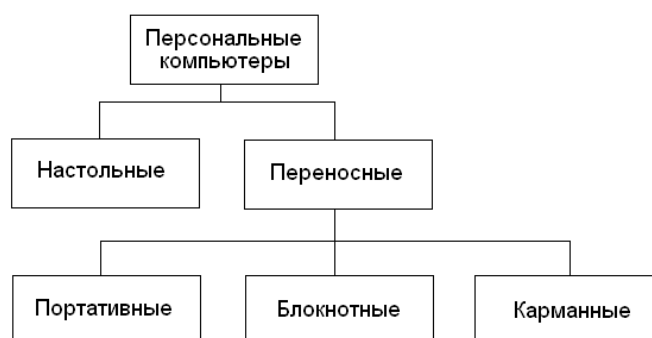 Персональные
компьютеры
Настольные
Переносные
Портативные
Блокнотные
Карманные